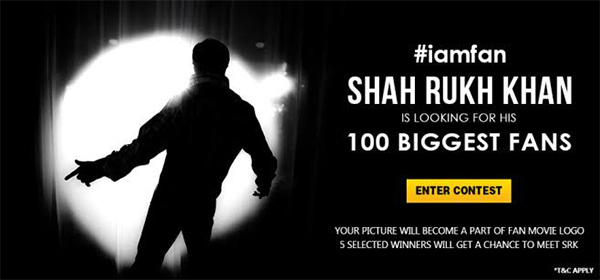 #iamfan
SHAH RUKH KHAN
IS LOOKING FOR HIS
100 BIGGEST FANS
ENTER CONTEST
YOUR PICTURE WILL BECOME A PART OF FAN MOVIE LOGO
5 SELECTED WINNERS WILL GET A CHANCE TO MEET SRK
*T&C APPLY